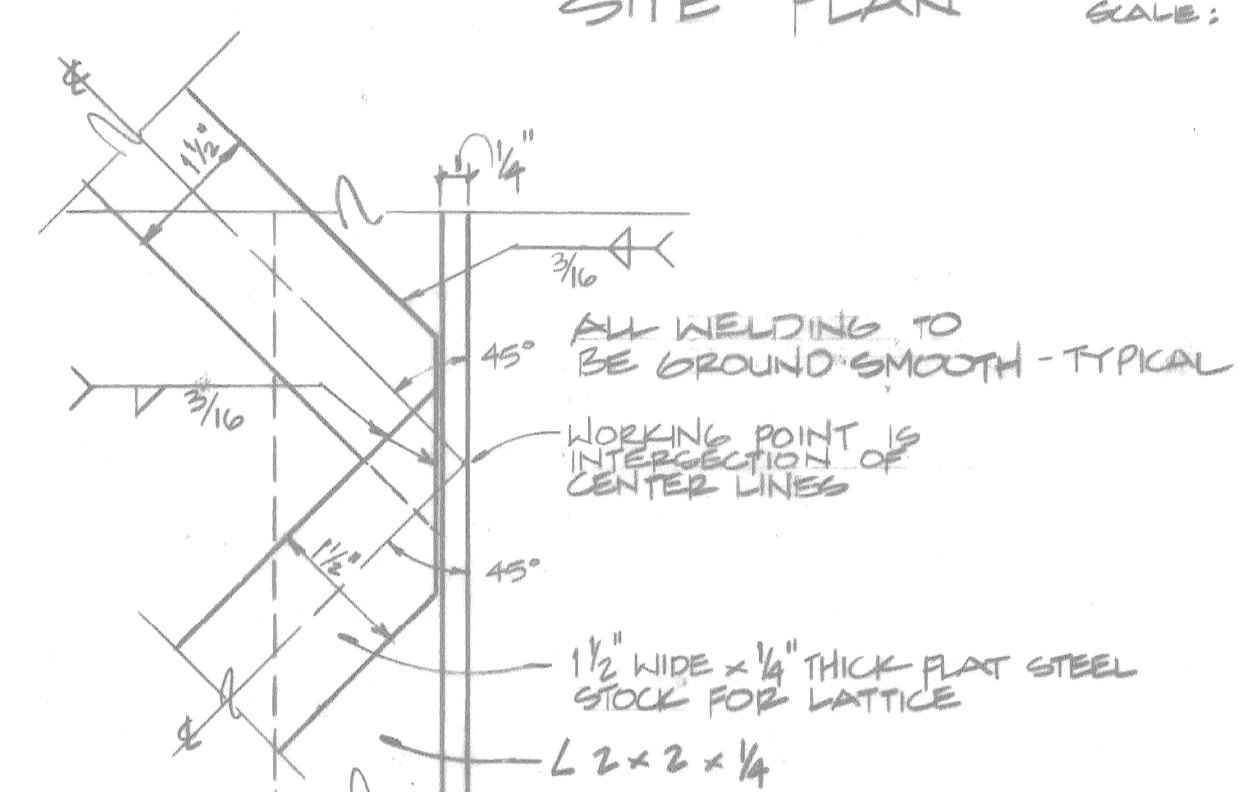 SITE PLAN
SCALE:
℄
1½"
¼"
3/16
ALL WELDING TO
BE GROUND SMOOTH - TYPICAL
45°
3/16
WORKING POINT IS
INTERSECTION OF
CENTER LINES
1½"
45°
1½" WIDE x ¼" THICK FLAT STEEL
STOCK FOR LATTICE
℄
L 2 x 2 x ¼